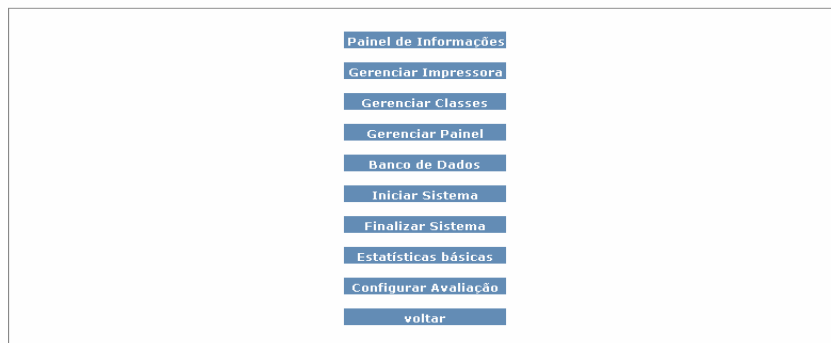 Painel de Informações
Gerenciar Impressora
Gerenciar Classes
Gerenciar Painel
Banco de Dados
Iniciar Sistema
Finalizar Sistema
Estatísticas básicas
Configurar Avaliação
voltar